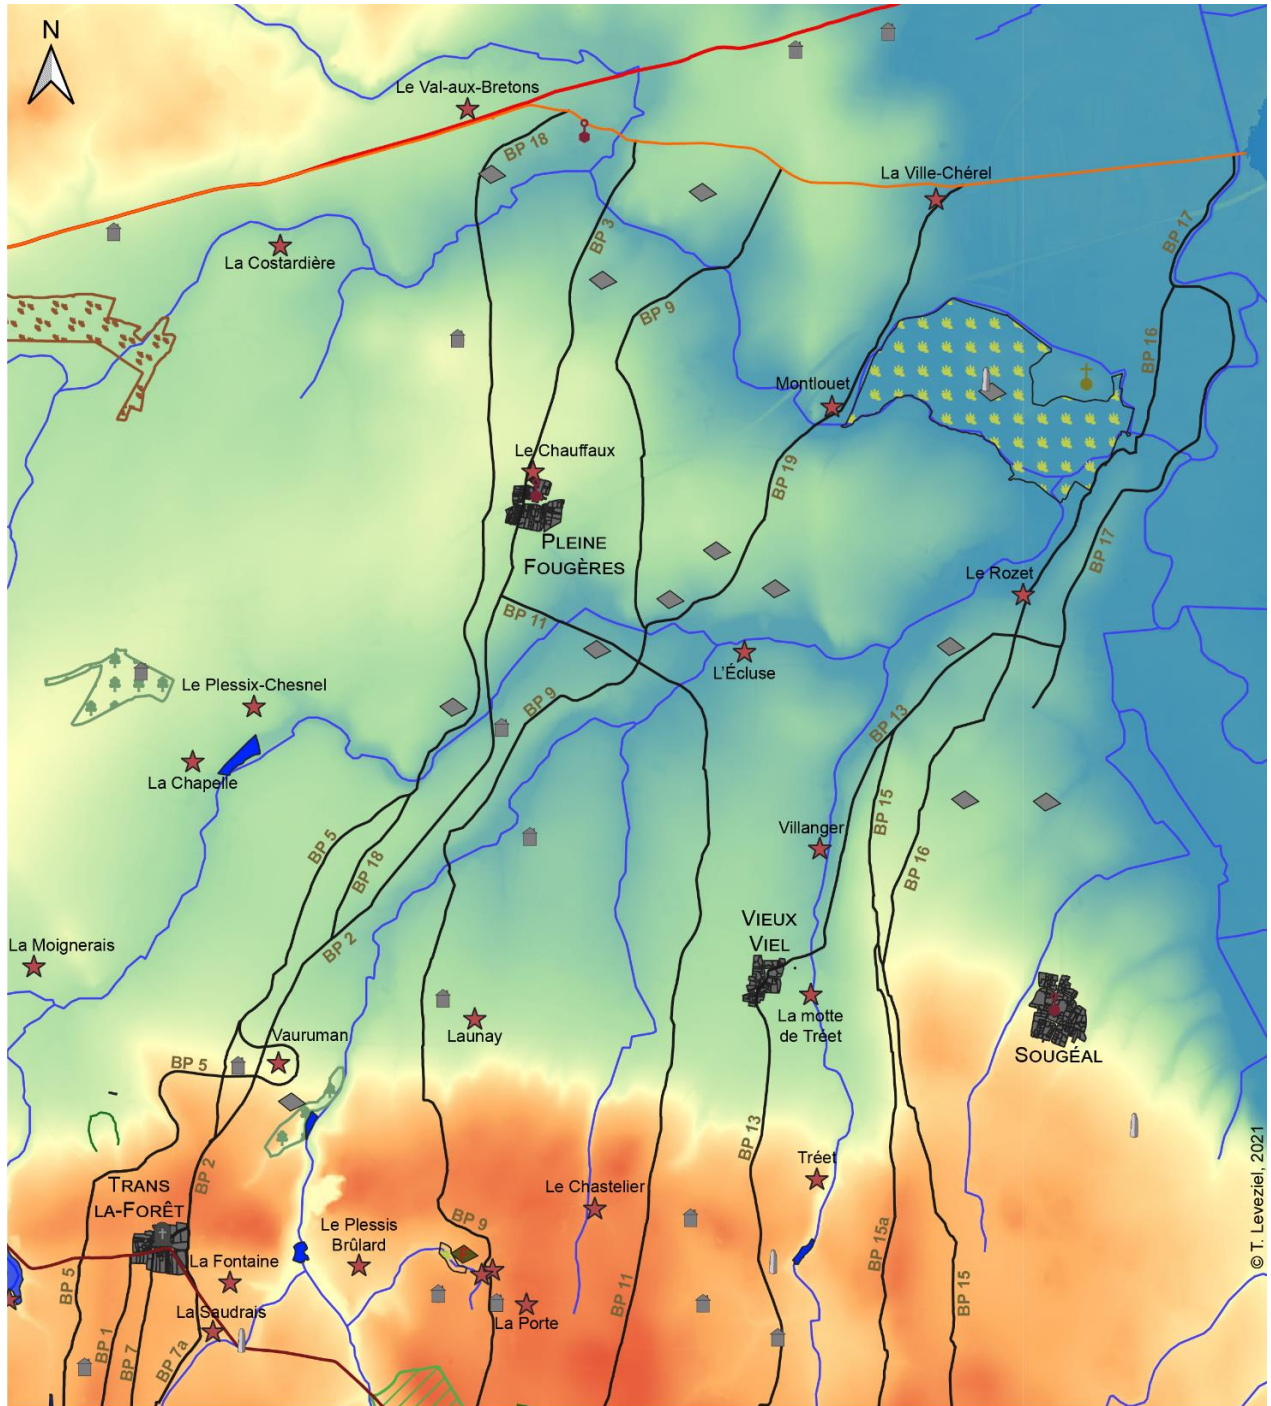 N
Le Val-aux-Bretons
BP 18
La Ville-Chérel
BP 3
BP 17
La Costardière
BP 9
BP 16
Montlouet
Le Chauffaux
BP 19
PLEINE
FOUGÈRES
BP 17
Le Rozet
BP 11
L'Écluse
Le Plessix-Chesnel
BP 9
BP 13
La Chapelle
BP 15
Villanger
BP 5
BP 18
BP 16
VIEUX
VIEL
La Moignerais
BP 2
La motte
de Tréet
Launay
Vauruman
SOUGÉAL
BP 5
BP 13
Tréet
TRANS
LA-FORÊT
BP 2
Le Chastelier
Le Plessis
Brûlard
BP 9
BP 15a
La Fontaine
BP 5
BP 11
BP 15
La Saudrais
La Porte
BP 1
BP 7
BP 7a
© T. Leveziel, 2021